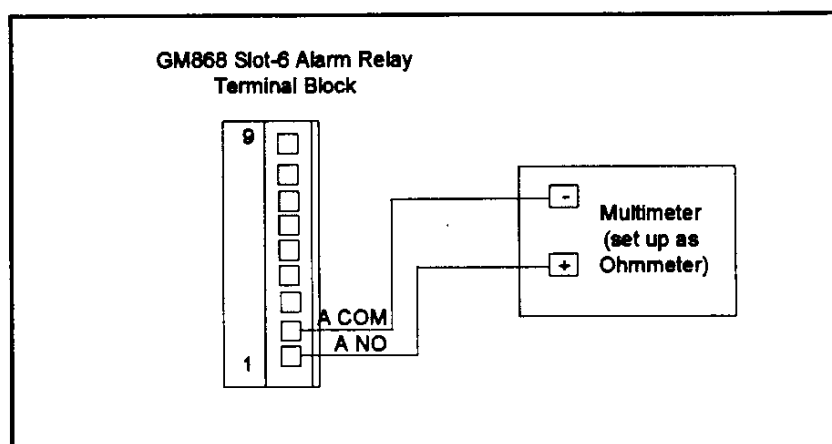 GM868 Slot-6 Alarm Relay
Terminal Block
9
-
Multimeter
(set up as
Ohmmeter)
+
A COM
A NO
1